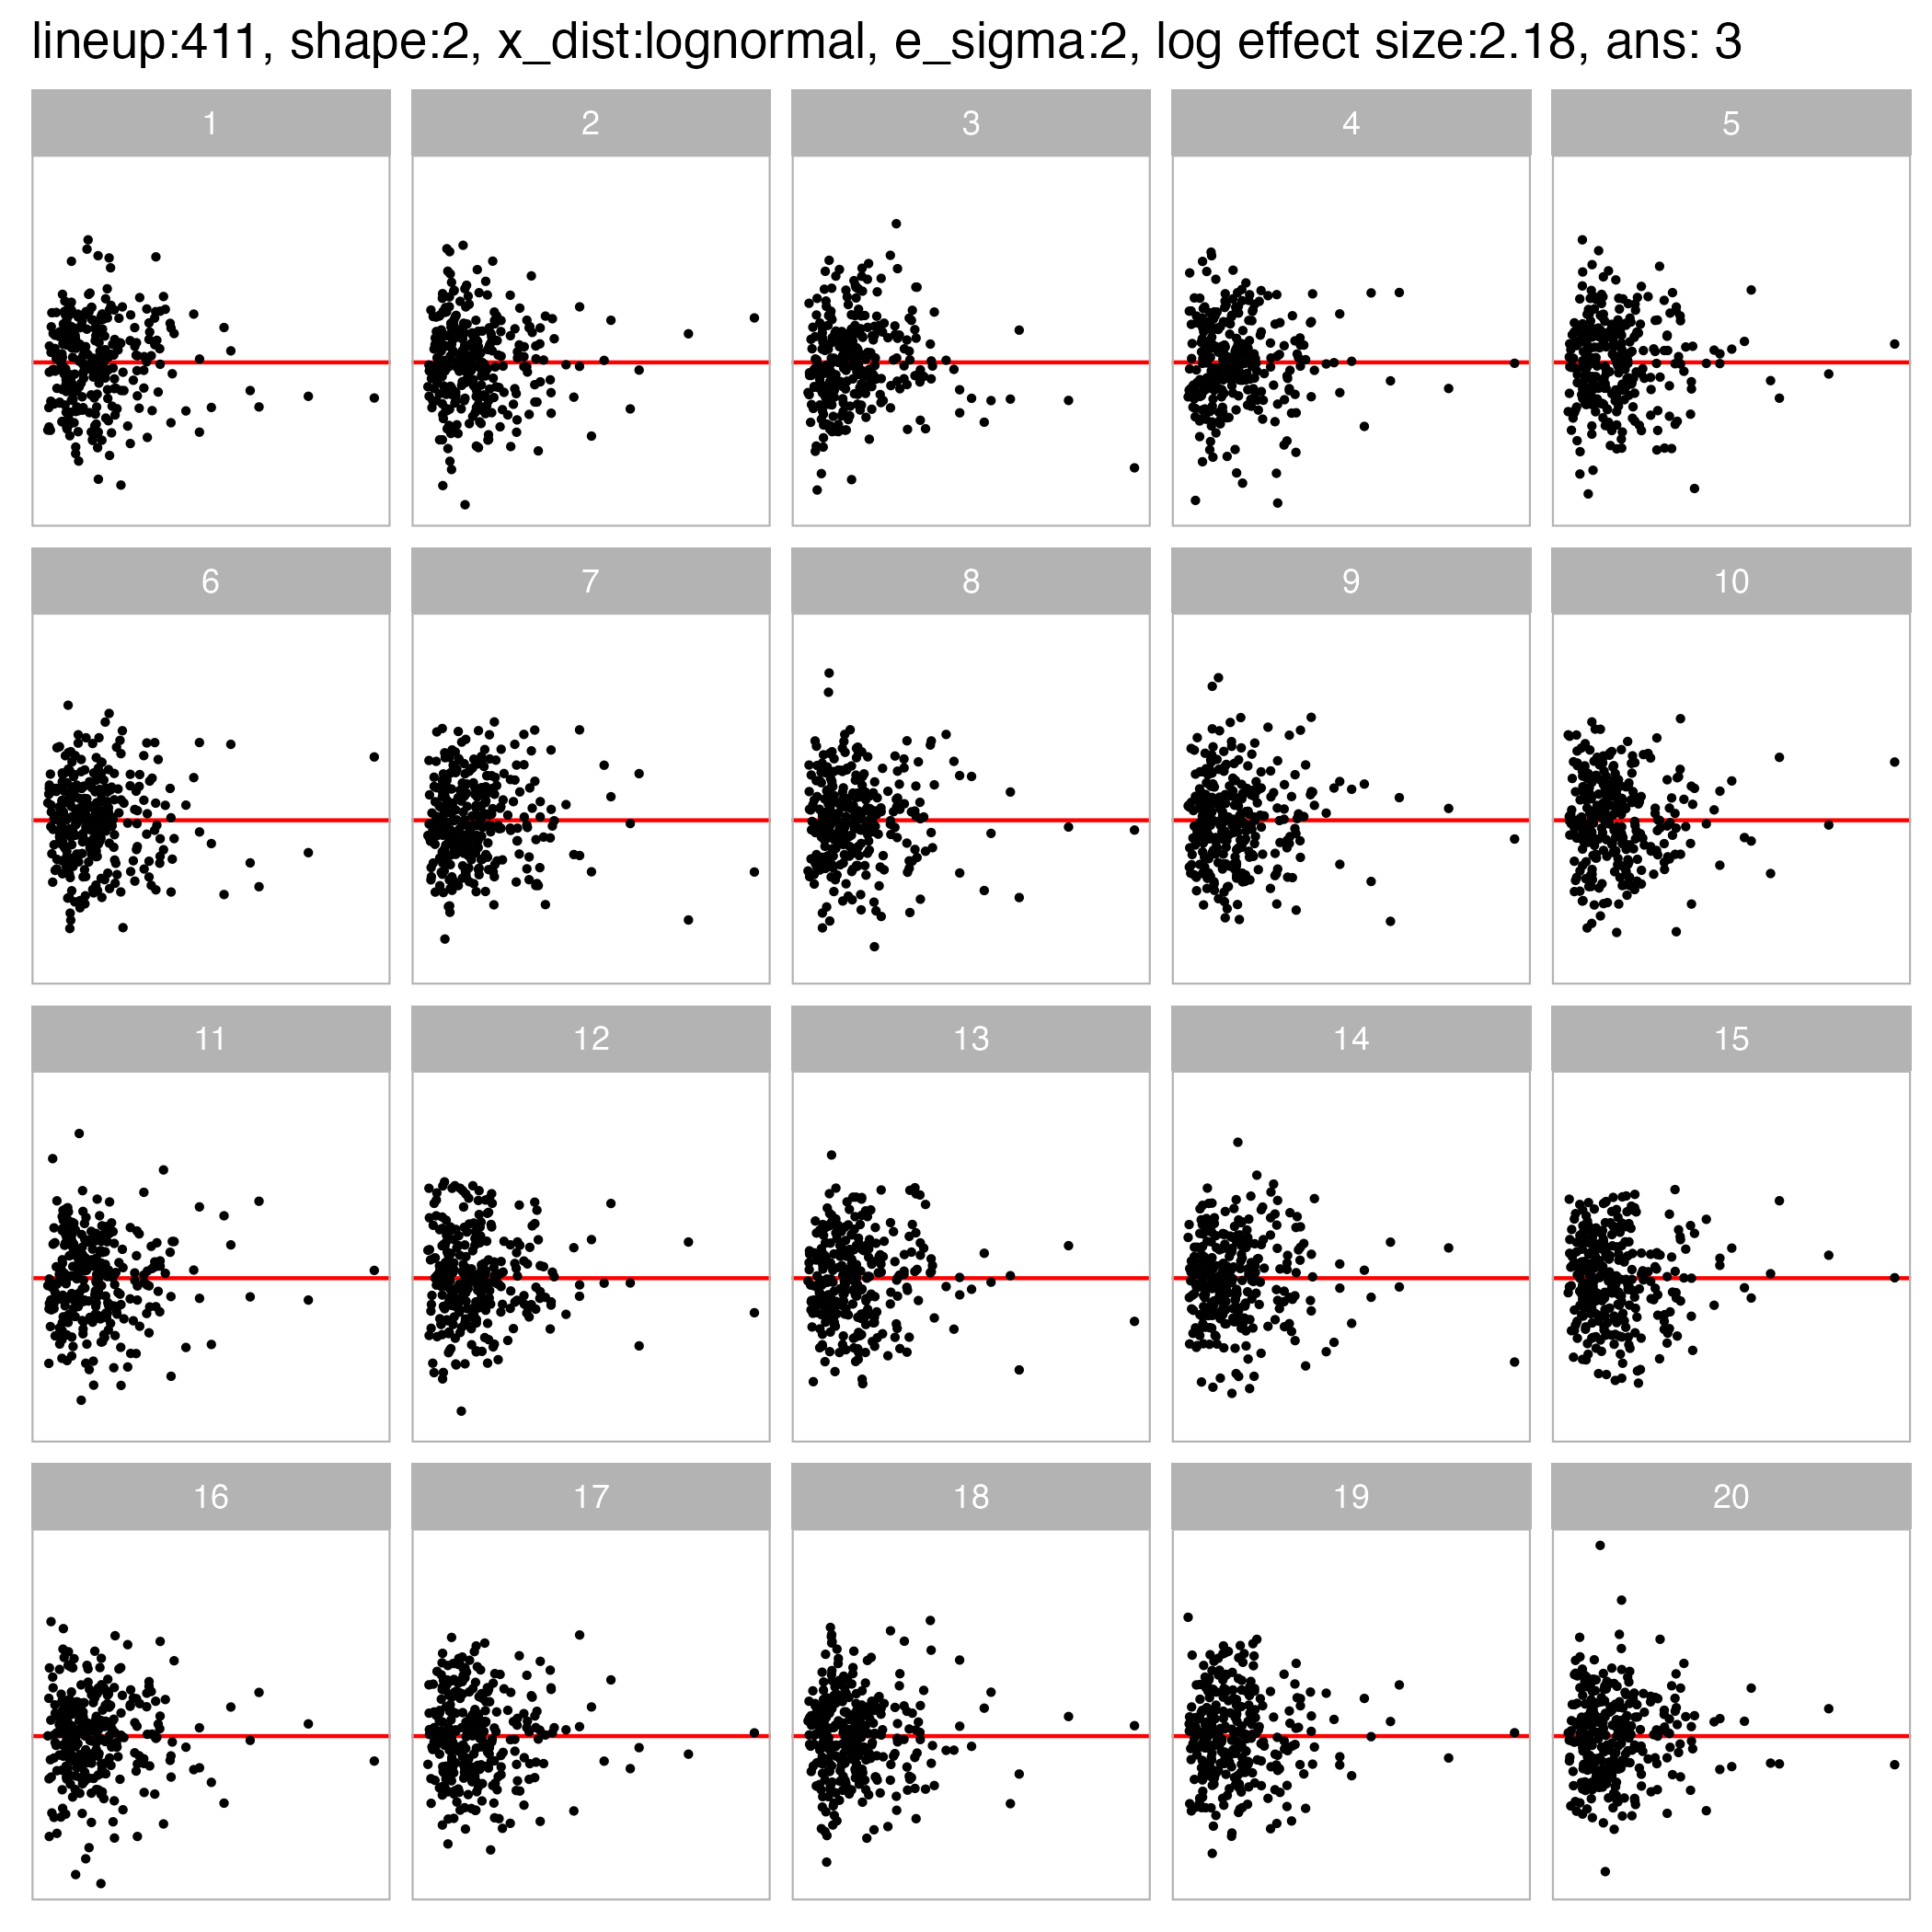 lineup:411, shape:2, x_dist:lognormal, e_sigma:2, log effect size:2.18, ans: 3
1 2 3 4 5
6 7 8 9 10
11 12 13 14 15
16 17 18 19 20